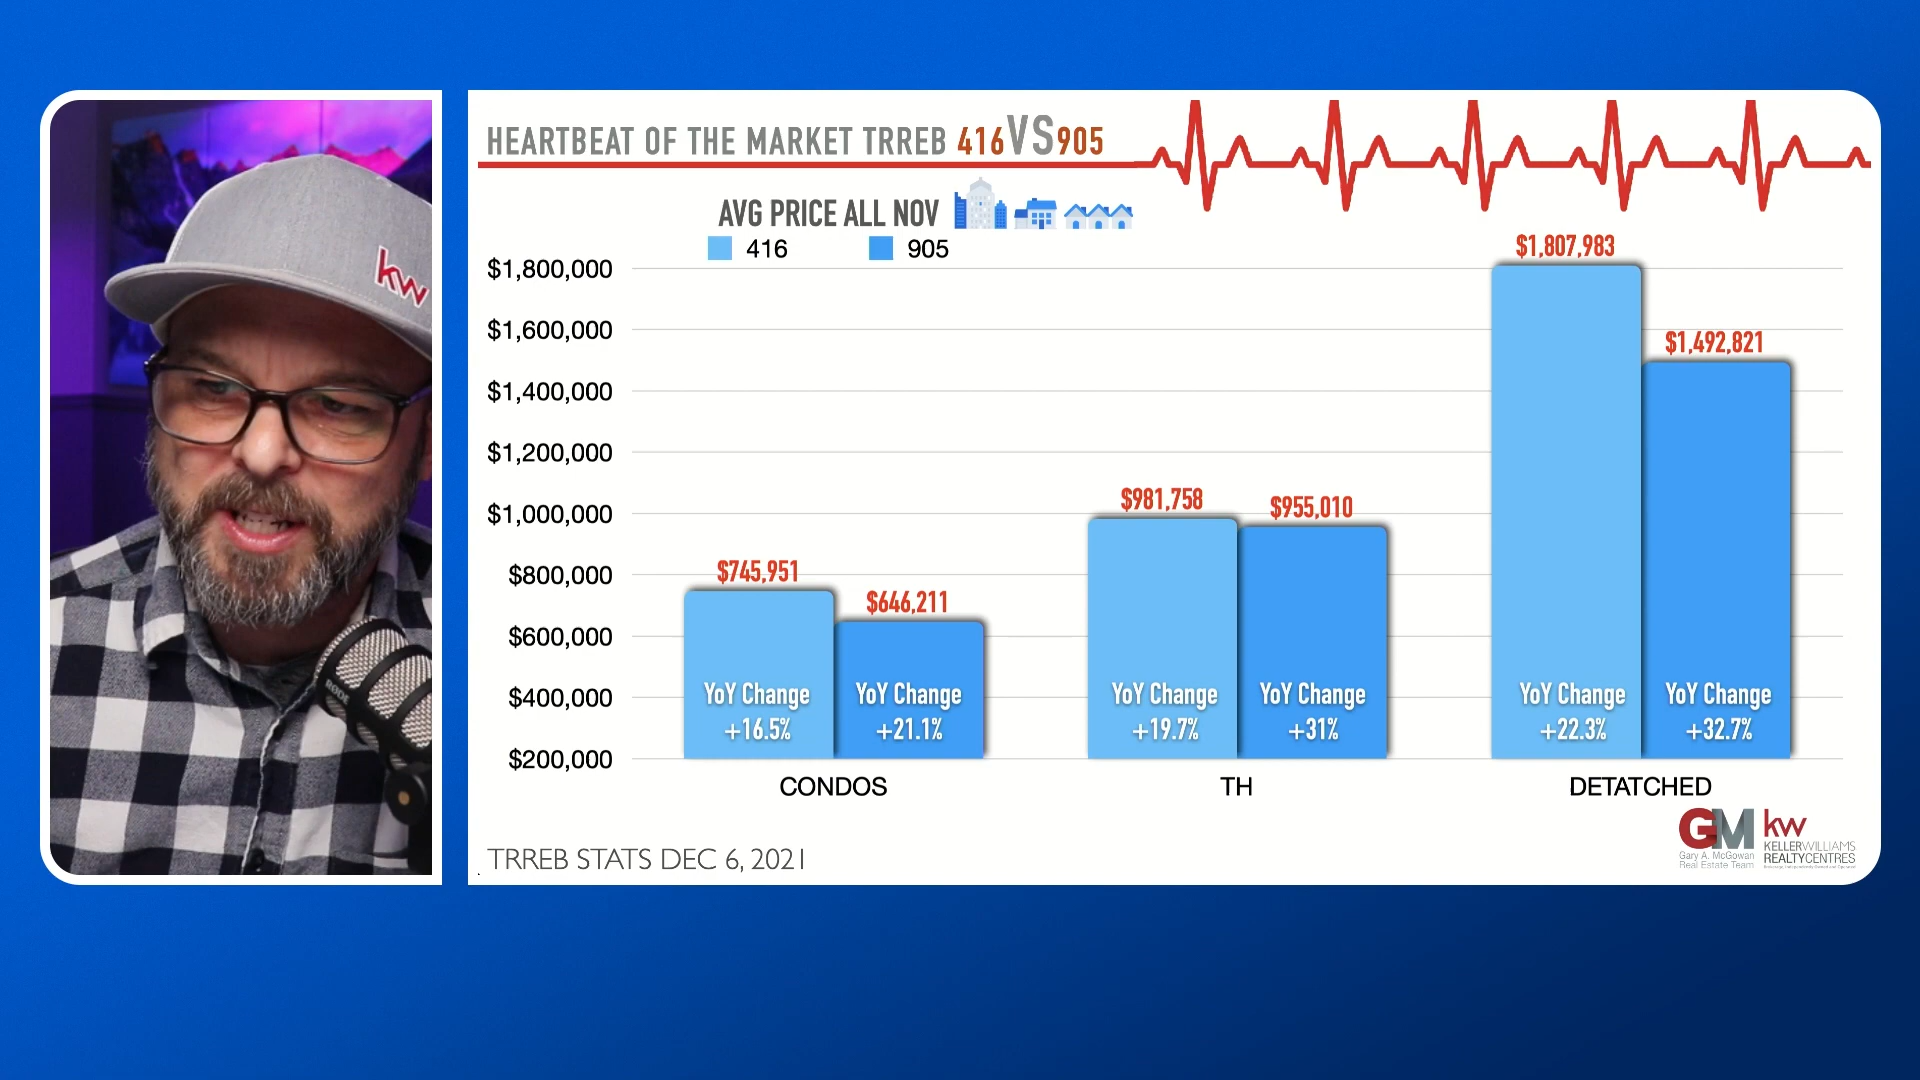 HEARTBEAT OF THE MARKET TRREB 416VS905
AVG PRICE ALL NOV
416 905
$1,800,000
$1,600,000
$1,400,000
$1,200,000
$1,000,000
$800,000
$600,000
$400,000
$200,000
$745,951
$646,211
$981,758
$955,010
$1,807,983
$1,492,821
YoY Change
+16.5%
YoY Change
+21.1%
YoY Change
+19.7%
YoY Change
+31%
YoY Change
+22.3%
YoY Change
+32.7%
CONDOS TH DETATCHED
TRREB STATS DEC 6, 2021
GM
Gary A. McGowan
Real Estate Team
kw
KELLERWILLIAMS
REALTYCENTRES
kw
RODE